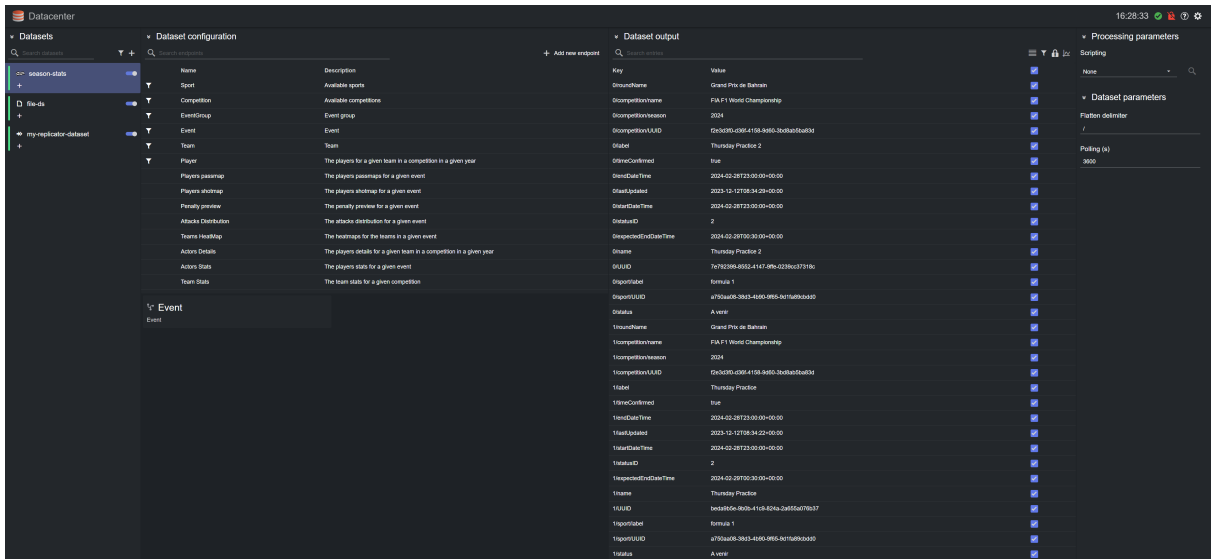 Datacenter
16:28:33
Datasets
Search datasets
season-stats
file-ds
my-replicator-dataset
Dataset configuration
Search endpoints
Add new endpoint
Name Description
Sport Available sports
Competition Available competitions
EventGroup Event group
Event Event
Team Team
Player The players for a given team in a competition in a given year
Players passmap The players passmaps for a given event
Players shotmap The players shotmap for a given event
Penalty preview The penalty preview for a given event
Attacks Distribution The attacks distribution for a given event
Teams HeatMap The heatmaps for the teams in a given event
Actors Details The players details for a given team in a competition in a given year
Actors Stats The players stats for a given event
Team Stats The team stats for a given competition
Event
Event
Dataset output
Search entries
Key Value
0/roundName Grand Prix de Bahrain
0/competition/name FIA F1 World Championship
0/competition/season 2024
0/competition/UUID
0/label Thursday Practice 2
0/timeConfirmed true
0/endDateTime 2024-02-28T23:00:00+00:00
0/lastUpdated 2023-12-12T08:34:29+00:00
0/startDateTime 2024-02-28T23:00:00+00:00
0/statusID 2
0/expectedEndDateTime 2024-02-29T00:30:00+00:00
0/name Thursday Practice 2
0/UUID
0/sport/label formula 1
0/sport/UUID
0/status A venir
1/roundName Grand Prix de Bahrain
1/competition/name FIA F1 World Championship
1/competition/season 2024
1/competition/UUID
1/label Thursday Practice
1/timeConfirmed true
1/endDateTime 2024-02-28T23:00:00+00:00
1/lastUpdated 2023-12-12T08:34:22+00:00
1/startDateTime 2024-02-28T23:00:00+00:00
1/statusID 2
1/expectedEndDateTime 2024-02-29T00:30:00+00:00
1/name Thursday Practice
1/UUID
1/sport/label formula 1
1/sport/UUID
1/status A venir
Processing parameters
Scripting
None
Dataset parameters
Flatten delimiter
/
Polling (s)
3600